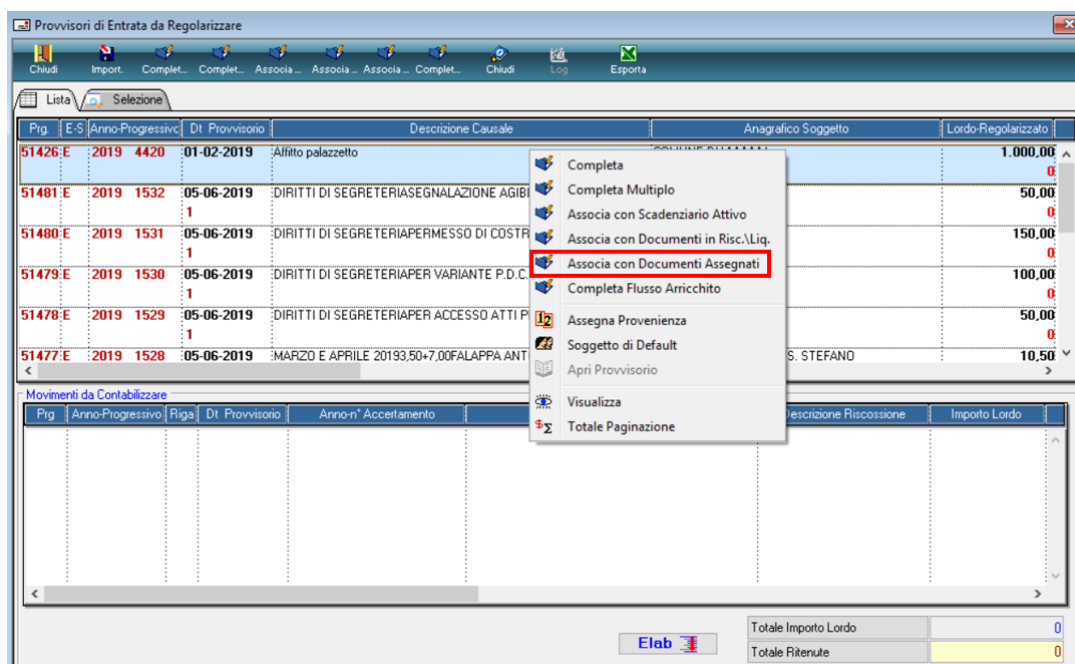 Provvisori di Entrata da Regolarizzare
Chiudi Import. Complet... Complet... Associa ... Associa ... Associa ... Complet... Chiudi Log Esporta
Lista Selezione
Prg. E-S Anno-Progressivo Dt Provvisorio Descrizione Causale Anagrafico Soggetto Lordo-Regolarizzato
51426 E 2019 4420 01-02-2019 Affitto palazzetto 1.000,00
0
51481 E 2019 1532 05-06-2019 DIRITTI DI SEGRETERIASEGNALAZIONE AGIBI 50,00
1 0
51480 E 2019 1531 05-06-2019 DIRITTI DI SEGRETERIAPERMESSO DI COSTR 150,00
1 0
51479 E 2019 1530 05-06-2019 DIRITTI DI SEGRETERIAPER VARIANTE P.D.C. 100,00
1 0
51478 E 2019 1529 05-06-2019 DIRITTI DI SEGRETERIAPER ACCESSO ATTI P 50,00
1 0
51477 E 2019 1528 05-06-2019 MARZO E APRILE 20193,50+7,00FALAPPA ANT S. STEFANO 10,50
Completa
Completa Multiplo
Associa con Scadenziario Attivo
Associa con Documenti in Risc.\Liq.
Associa con Documenti Assegnati
Completa Flusso Arricchito
Assegna Provenienza
Soggetto di Default
Apri Provvisorio
Visualizza
Totale Paginazione
Movimenti da Contabilizzare
Prg Anno-Progressivo Riga Dt Provvisorio Anno-n° Accertamento Descrizione Riscossione Importo Lordo
Elab
Totale Importo Lordo 0
Totale Ritenute 0